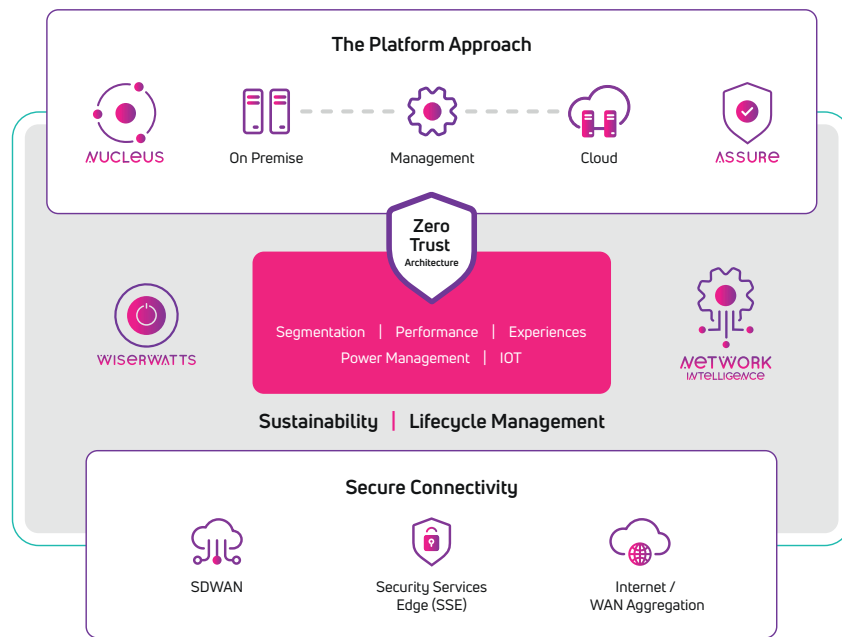 The Platform Approach
NUCLEUS
On Premise
Management
Cloud
ASSURE
Zero
Trust
Architecture
Segmentation | Performance | Experiences
Power Management | IOT
WISERWATTS
NETWORK
INTELLIGENCE
Sustainability | Lifecycle Management
Secure Connectivity
SDWAN
Security Services
Edge (SSE)
Internet /
WAN Aggregation